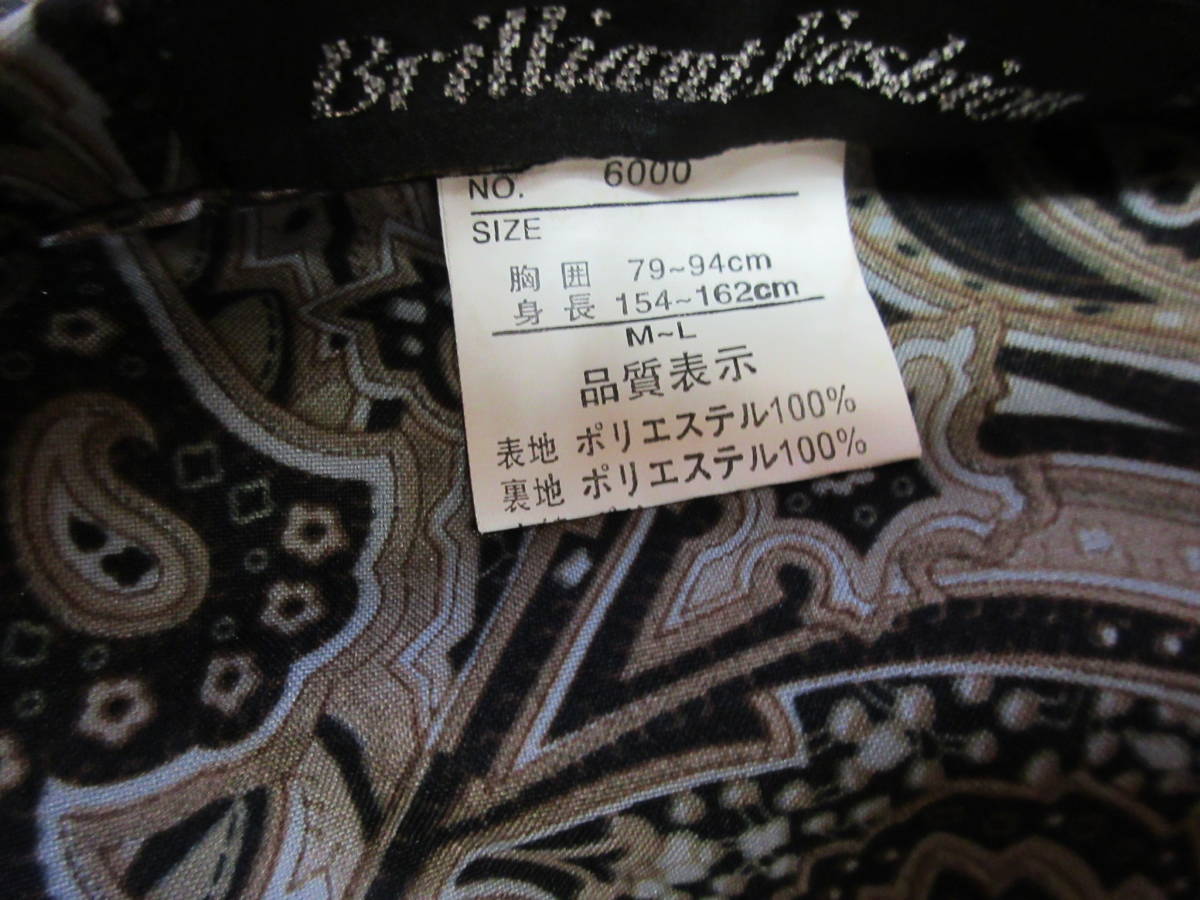 Brilliantfashion
NO. 6000
SIZE
胸囲 79~94cm
身長 154~162cm
M~L
品質表示
表地 ポリエステル100%
裏地 ポリエステル100%